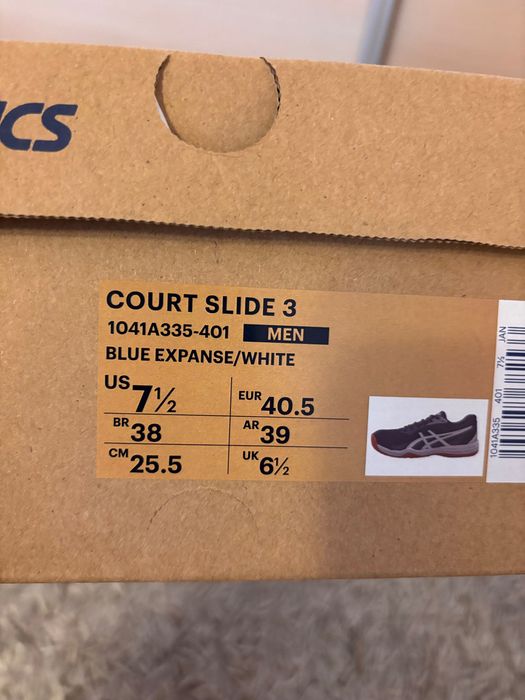 ICS
COURT SLIDE 3
1041A335-401 MEN
BLUE EXPANSE/WHITE
US 7½ EUR 40.5
BR 38 AR 39
CM 25.5 UK 6½
1041A335 401 7½ JAN